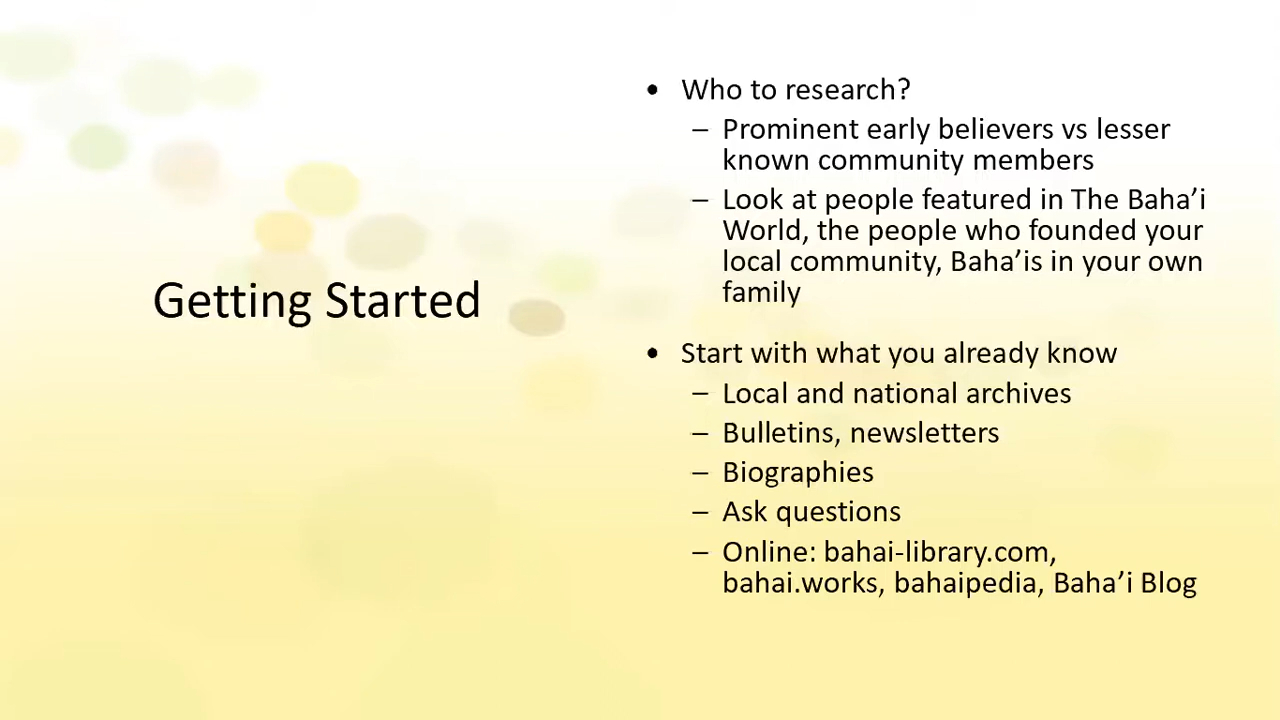 Getting Started
• Who to research?
– Prominent early believers vs lesser
known community members
– Look at people featured in The Baha’i
World, the people who founded your
local community, Baha’is in your own
family
• Start with what you already know
– Local and national archives
– Bulletins, newsletters
– Biographies
– Ask questions
– Online: bahai-library.com,
bahai.works, bahaipedia, Baha’i Blog